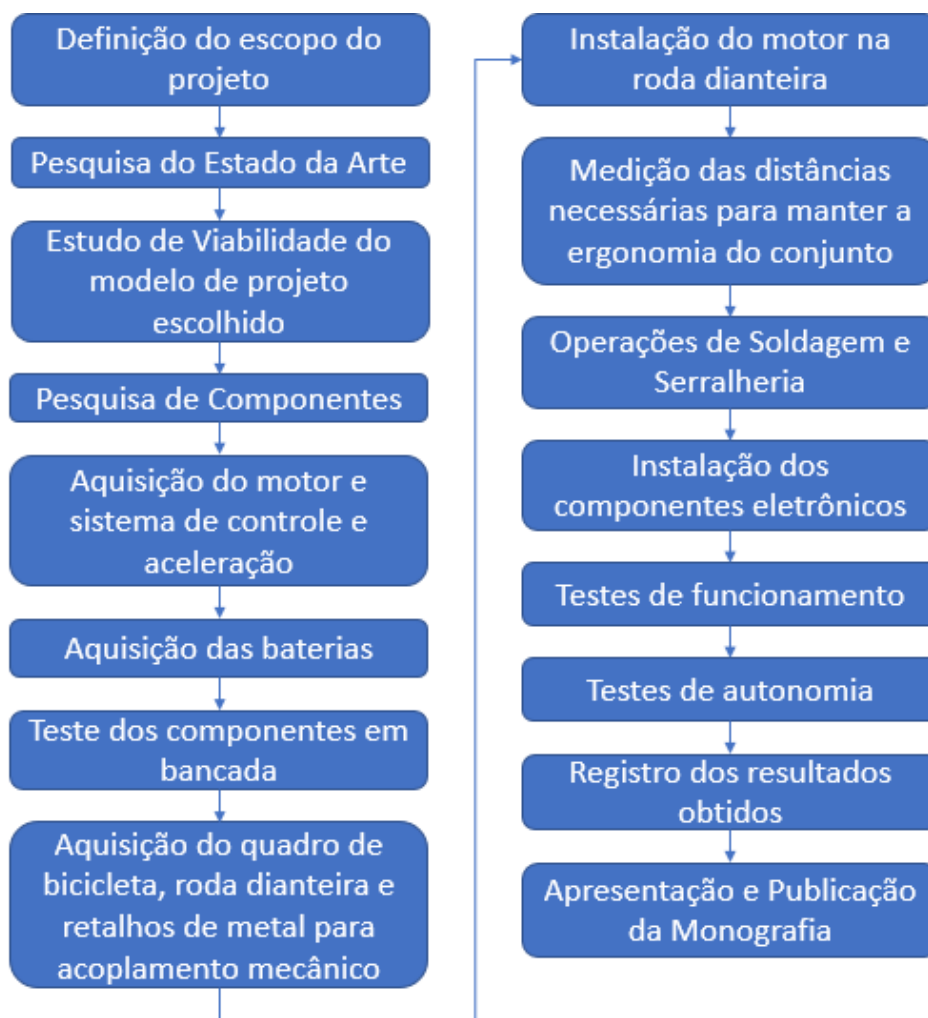 Definição do escopo do
projeto
Pesquisa do Estado da Arte
Estudo de Viabilidade do
modelo de projeto
escolhido
Pesquisa de Componentes
Aquisição do motor e
sistema de controle e
aceleração
Aquisição das baterias
Teste dos componentes em
bancada
Aquisição do quadro de
bicicleta, roda dianteira e
retalhos de metal para
acoplamento mecânico
Instalação do motor na
roda dianteira
Medição das distâncias
necessárias para manter a
ergonomia do conjunto
Operações de Soldagem e
Serralheria
Instalação dos
componentes eletrônicos
Testes de funcionamento
Testes de autonomia
Registro dos resultados
obtidos
Apresentação e Publicação
da Monografia